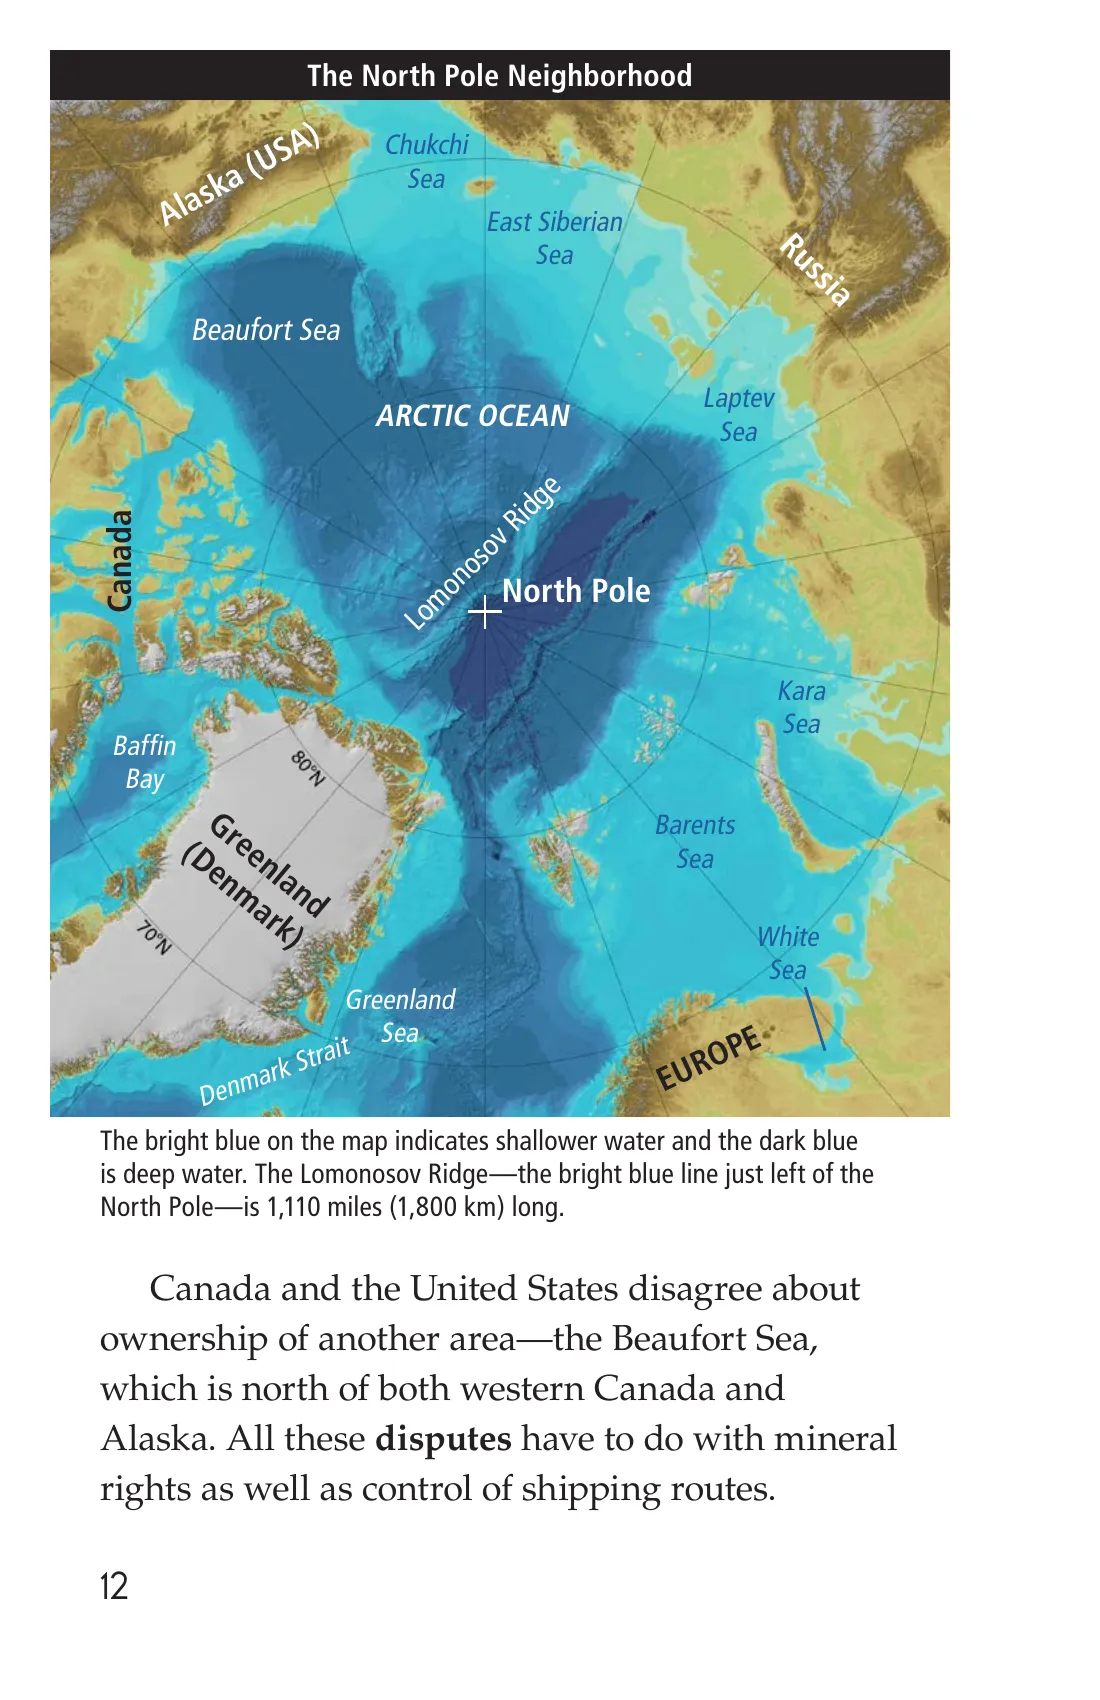 The North Pole Neighborhood
Alaska (USA)
Chukchi
Sea
East Siberian
Sea
Russia
Beaufort Sea
Laptev
Sea
ARCTIC OCEAN
Lomonosov Ridge
Canada
North Pole
Kara
Sea
Baffin
Bay
80°N
Greenland
(Denmark)
Barents
Sea
70°N
White
Sea
Greenland
Sea
Denmark Strait
EUROPE
The bright blue on the map indicates shallower water and the dark blue
is deep water. The Lomonosov Ridge—the bright blue line just left of the
North Pole—is 1,110 miles (1,800 km) long.
Canada and the United States disagree about
ownership of another area—the Beaufort Sea,
which is north of both western Canada and
Alaska. All these disputes have to do with mineral
rights as well as control of shipping routes.
12